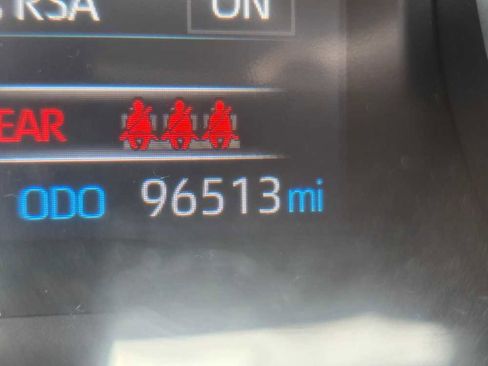 RSA ON
EAR
ODO 96513 mi